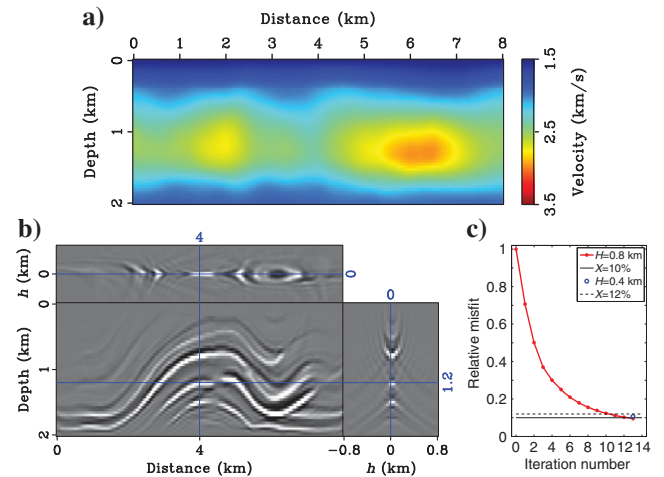 a)
Distance (km)
0 1 2 3 4 5 6 7 8
Depth (km)
0
1
2
Velocity (km/s)
1.5
2.5
3.5
b)
4
h (km)
0
0
0
Depth (km)
0
1
2
1.2
0 4 −0.8 0 0.8
Distance (km) h (km)
c)
Relative misfit
1
0.8
0.6
0.4
0.2
0
H=0.8 km
X=10%
H=0.4 km
X=12%
0 2 4 6 8 10 12 14
Iteration number